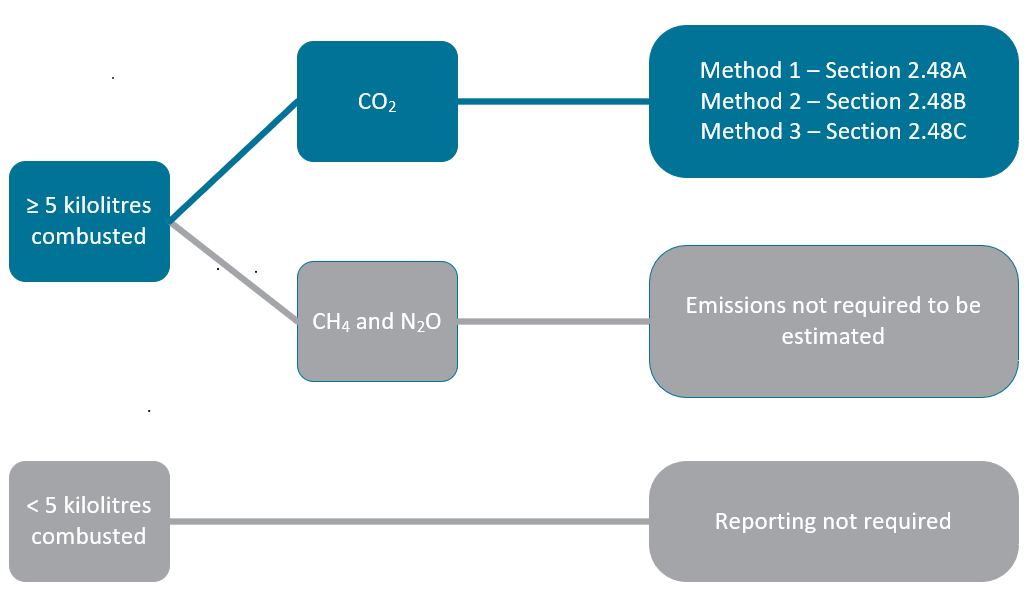 CO₂
Method 1 – Section 2.48A
Method 2 – Section 2.48B
Method 3 – Section 2.48C
≥ 5 kilolitres
combusted
CH₄ and N₂O
Emissions not required to be
estimated
< 5 kilolitres
combusted
Reporting not required